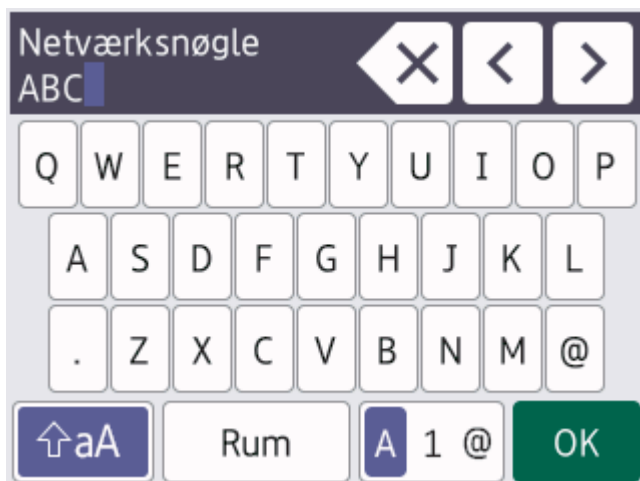 Netværksnøgle
ABC
Q W E R T Y U I O P
A S D F G H J K L
. Z X C V B N M @
aA Rum A 1 @ OK